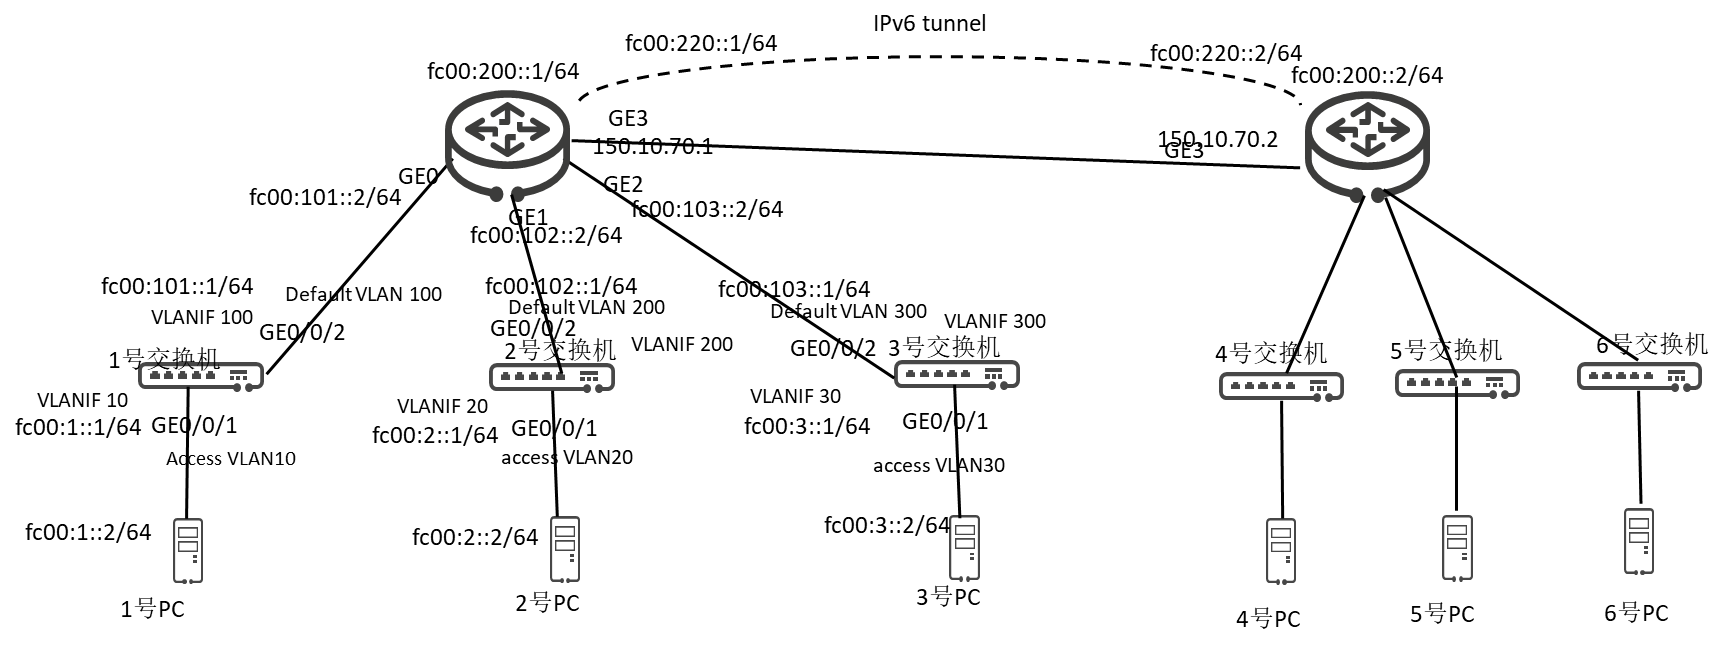 IPv6 tunnel
fc00:220::1/64
fc00:220::2/64
fc00:200::1/64
fc00:200::2/64
GE3
150.10.70.1
150.10.70.2
GE3
GE0
fc00:101::2/64
GE2
fc00:103::2/64
GE1
fc00:102::2/64
fc00:101::1/64
Default VLAN 100
VLANIF 100
GE0/0/2
1号交换机
fc00:102::1/64
Default VLAN 200
GE0/0/2
VLANIF 200
2号交换机
fc00:103::1/64
Default VLAN 300
VLANIF 300
GE0/0/2
3号交换机
4号交换机
5号交换机
6号交换机
VLANIF 10
fc00:1::1/64
GE0/0/1
Access VLAN10
VLANIF 20
fc00:2::1/64
GE0/0/1
access VLAN20
VLANIF 30
fc00:3::1/64
GE0/0/1
access VLAN30
fc00:1::2/64
fc00:2::2/64
fc00:3::2/64
1号PC
2号PC
3号PC
4号PC
5号PC
6号PC